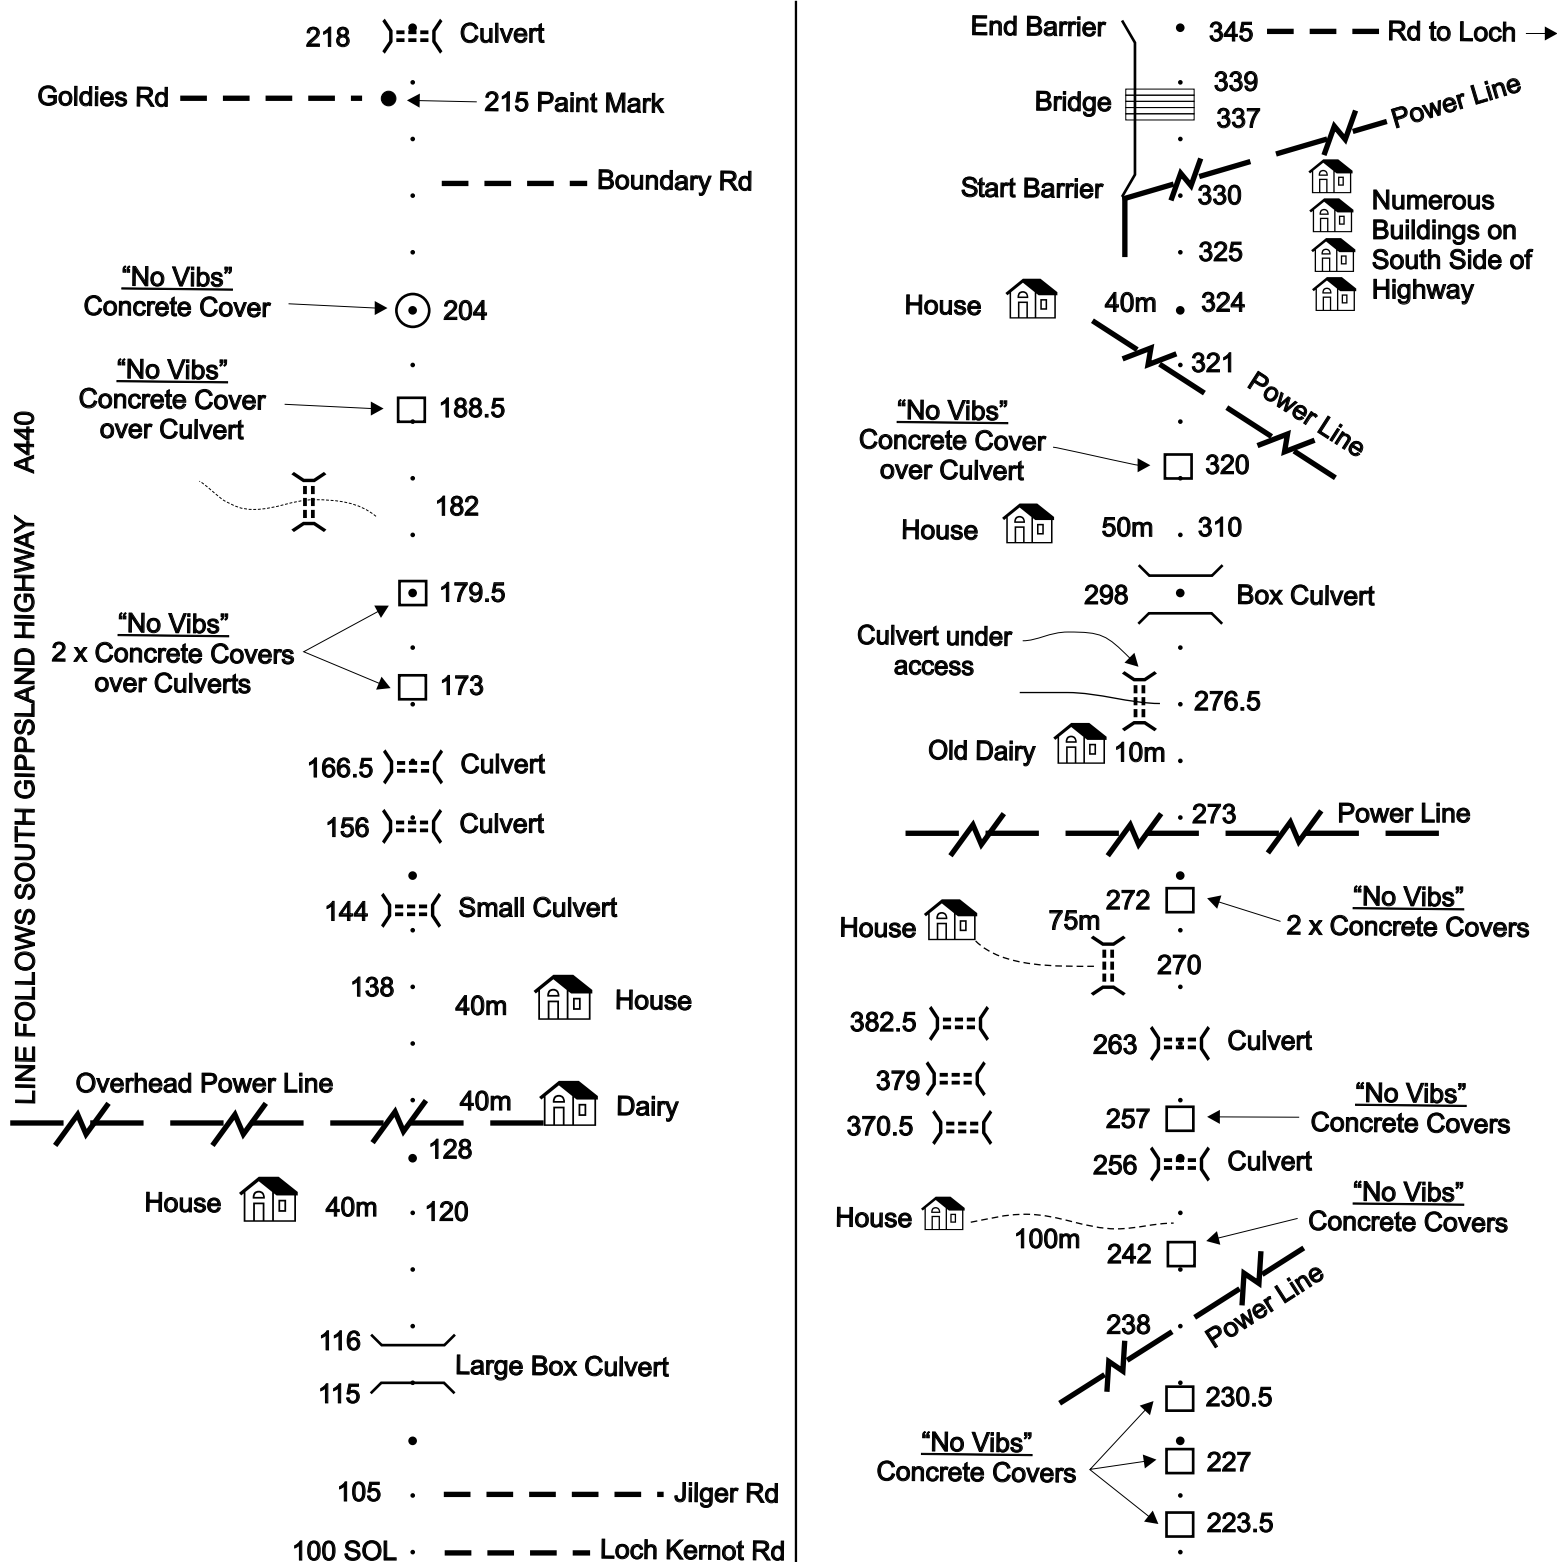 LINE FOLLOWS SOUTH GIPPSLAND HIGHWAY A440
218 Culvert
Goldies Rd 215 Paint Mark
Boundary Rd
“No Vibs”
Concrete Cover 204
“No Vibs”
Concrete Cover 188.5
over Culvert
182
179.5
“No Vibs”
2 x Concrete Covers
over Culverts 173
166.5 Culvert
156 Culvert
144 Small Culvert
138 40m House
Overhead Power Line
40m Dairy
128
House 40m 120
116
Large Box Culvert
115
105 Jilger Rd
100 SOL Loch Kernot Rd
End Barrier 345 Rd to Loch
339
Bridge 337
Power Line
Start Barrier 330
Numerous
Buildings on
South Side of
Highway
325
House 40m 324
321
Power Line
“No Vibs”
Concrete Cover 320
over Culvert
House 50m 310
298 Box Culvert
Culvert under
access
276.5
Old Dairy 10m
273 Power Line
272 “No Vibs”
2 x Concrete Covers
House 75m
270
382.5
263 Culvert
379
“No Vibs”
257 Concrete Covers
370.5
256 Culvert
“No Vibs”
House Concrete Covers
100m 242
Power Line
238
230.5
“No Vibs”
Concrete Covers 227
223.5